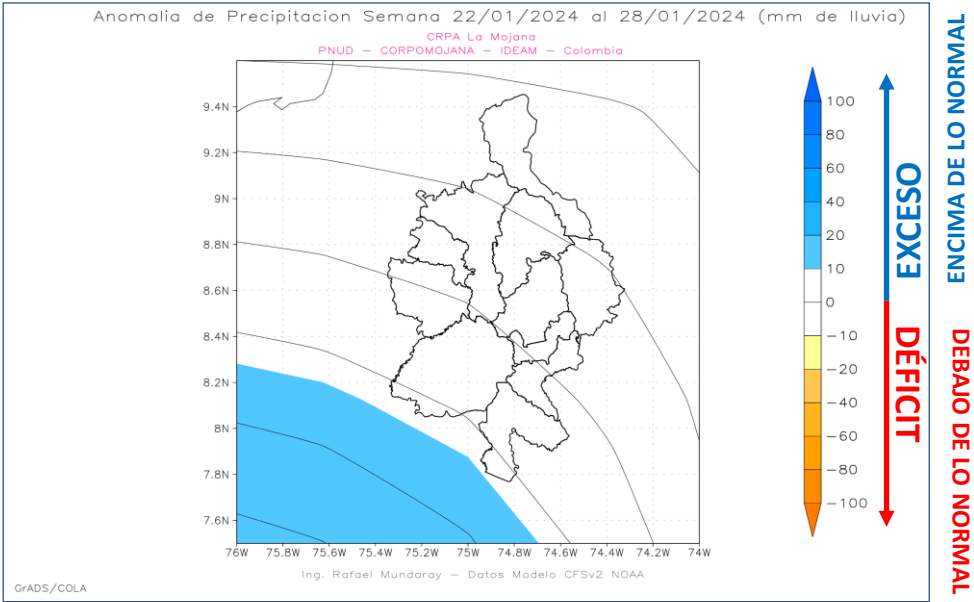 Anomalia de Precipitacion Semana 22/01/2024 al 28/01/2024 (mm de lluvia)
CRPA La Mojana
PNUD – CORPOMOJANA – IDEAM – Colombia
9.4N
9.2N
9N
8.8N
8.6N
8.4N
8.2N
8N
7.8N
7.6N
76W 75.8W 75.6W 75.4W 75.2W 75W 74.8W 74.6W 74.4W 74.2W 74W
100
80
60
40
20
10
0
−10
−20
−40
−60
−80
−100
EXCESO
DÉFICIT
ENCIMA DE LO NORMAL
DEBAJO DE LO NORMAL
Ing. Rafael Mundaray – Datos Modelo CFSv2 NOAA
GrADS/COLA